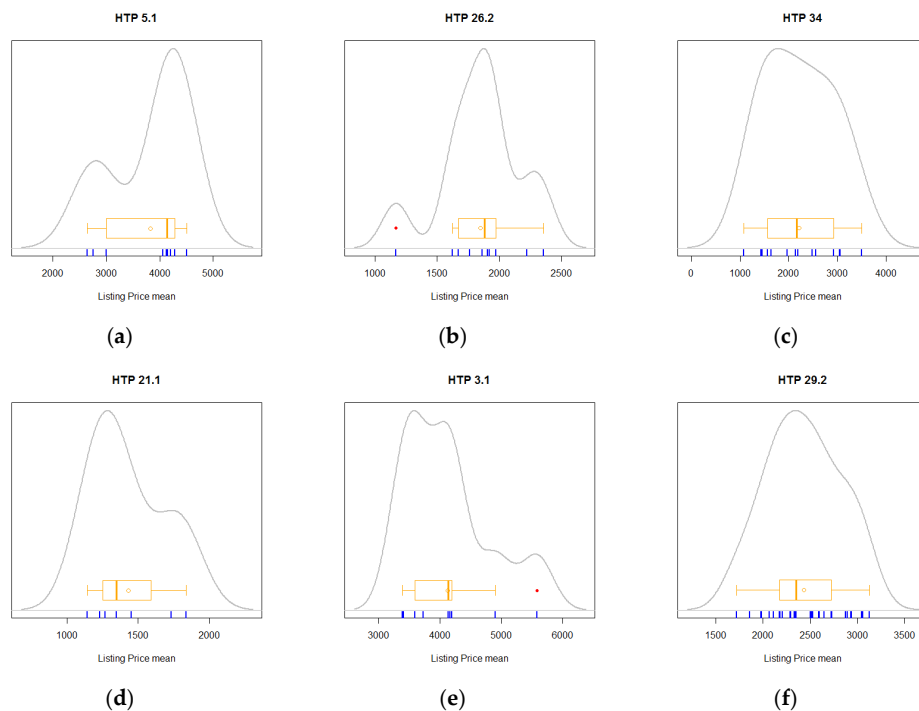 HTP 5.1 HTP 26.2 HTP 34
2000 3000 4000 5000 1000 1500 2000 2500 0 1000 2000 3000 4000
Listing Price mean Listing Price mean Listing Price mean
(a) (b) (c)
HTP 21.1 HTP 3.1 HTP 29.2
1000 1500 2000 3000 4000 5000 6000 1500 2000 2500 3000 3500
Listing Price mean Listing Price mean Listing Price mean
(d) (e) (f)